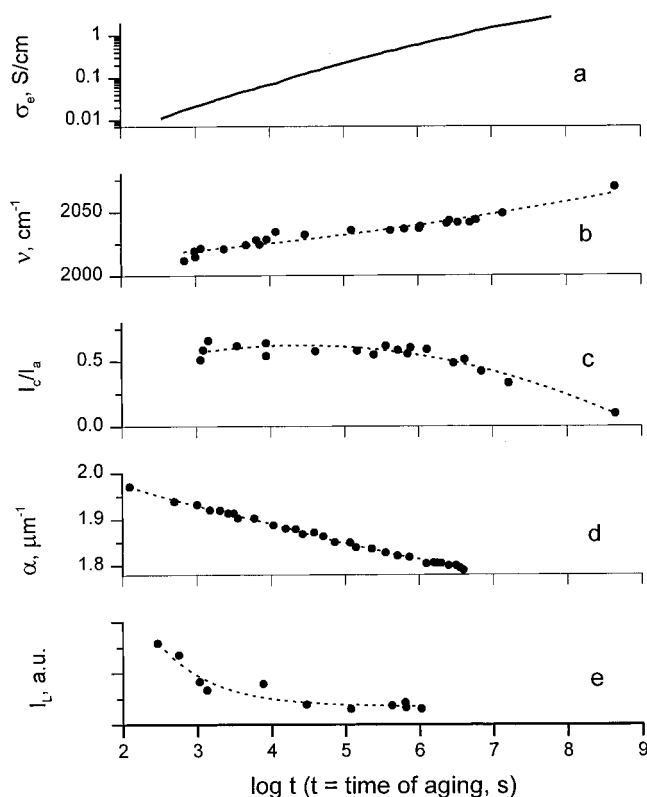 1
0.1
0.01
σe, S/cm
a
2050
2000
ν, cm-1
b
0.5
0.0
Ic/Ia
c
2.0
1.9
1.8
α, μm-1
d
IL, a.u.
e
2 3 4 5 6 7 8 9
log t (t = time of aging, s)